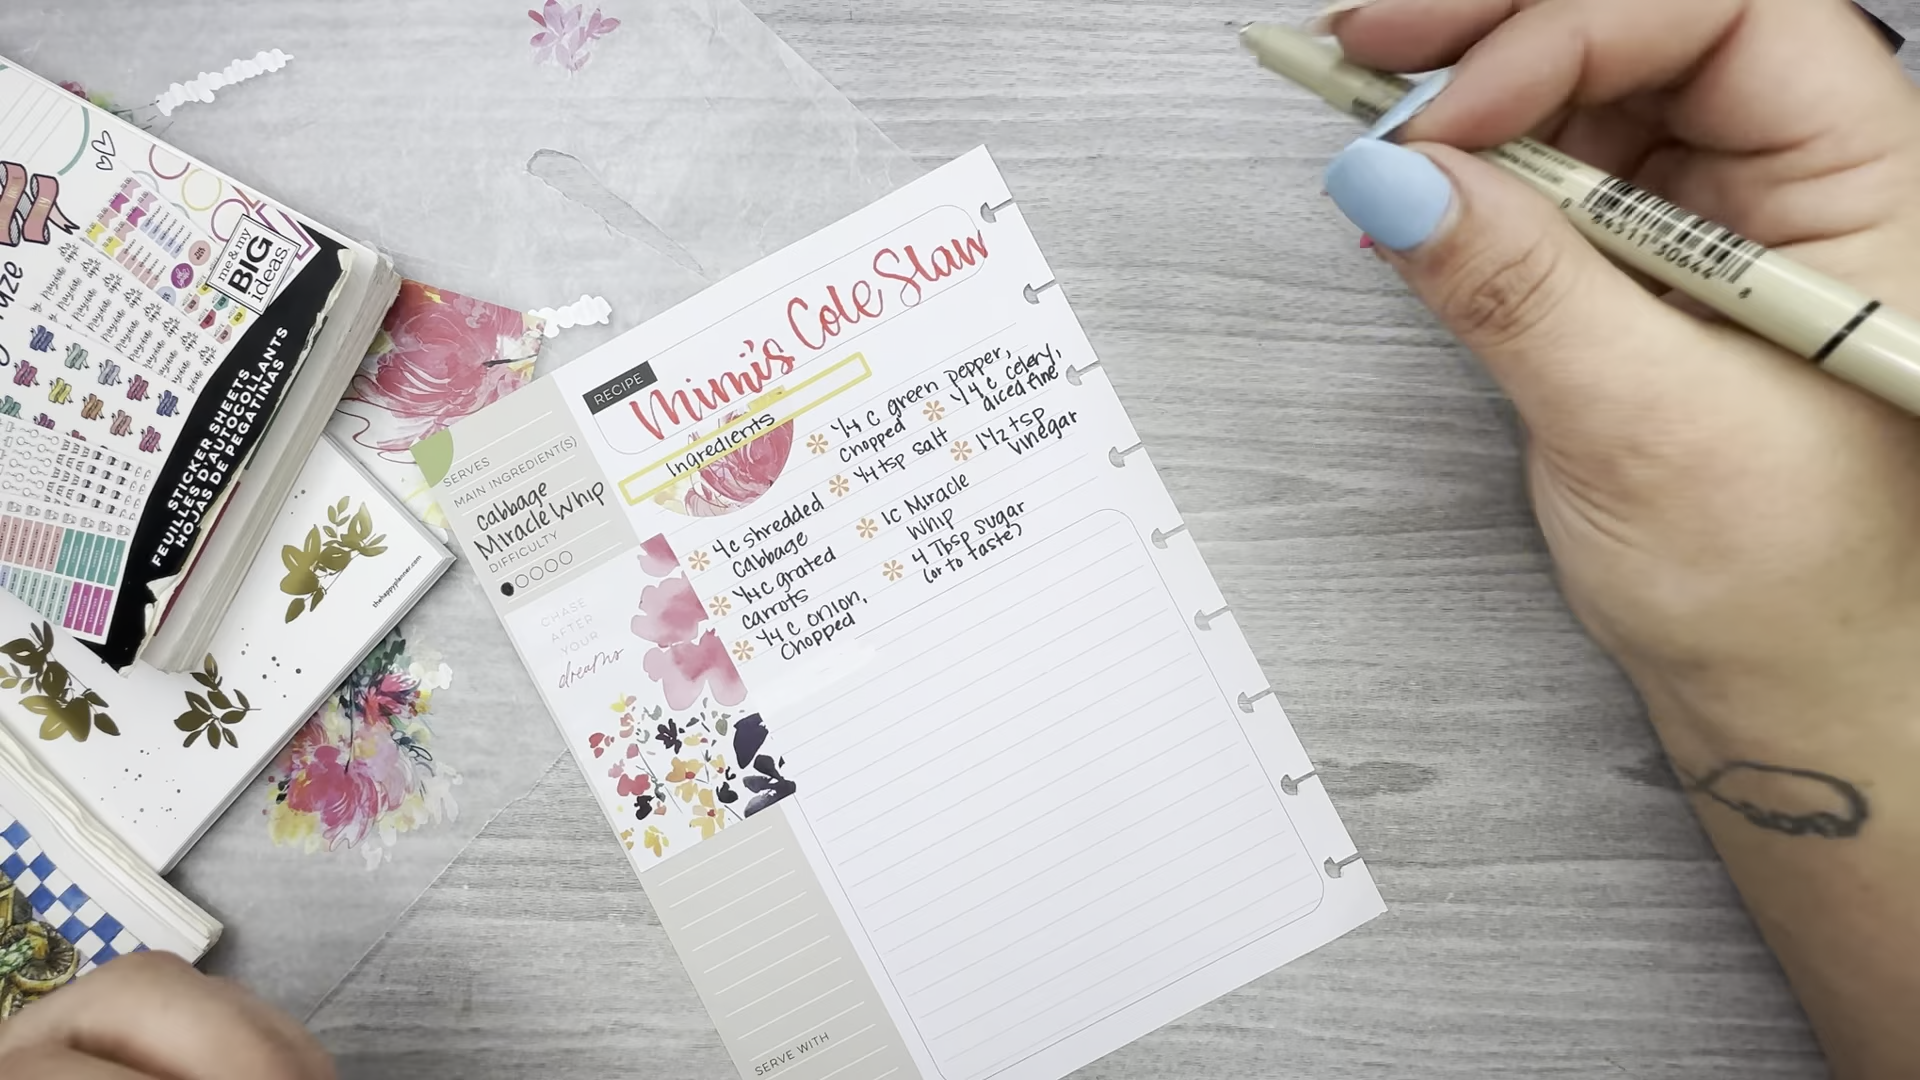 RECIPE
Mimi's Cole Slaw
Ingredients
4c shredded
cabbage
1/4c grated
carrots
1/4 c onion,
chopped
1/4 c green pepper,
chopped
1/4 tsp salt
1c Miracle
Whip
4 Tbsp sugar
(or to taste)
1/4 c celery,
diced fine
1 1/2 tsp
vinegar
SERVES
MAIN INGREDIENT(S)
cabbage
Miracle Whip
DIFFICULTY
CHASE
AFTER
YOUR
dreams
SERVE WITH
me & my
BIG
ideas
STICKER SHEETS
FEUILLES D'AUTOCOLLANTS
HOJAS DE PEGATINAS
thehappyplanner.com